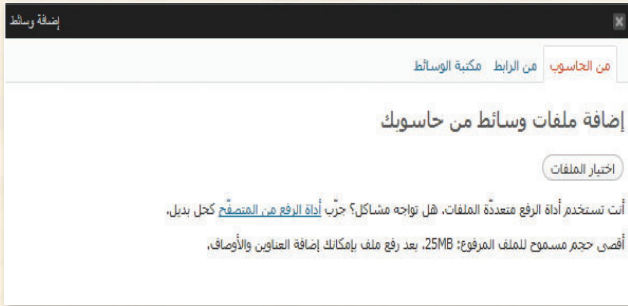 إضافة وسائط
من الحاسوب من الرابط مكتبة الوسائط
إضافة ملفات وسائط من حاسوبك
اختيار الملفات
أنت تستخدم أداة الرفع متعددّة الملفات. هل تواجه مشاكل؟ جرّب أداة الرفع من المتصفّح كحل بديل.
أقصى حجم مسموح للملف المرفوع: 25MB. بعد رفع ملف بإمكانك إضافة العناوين والأوصاف.